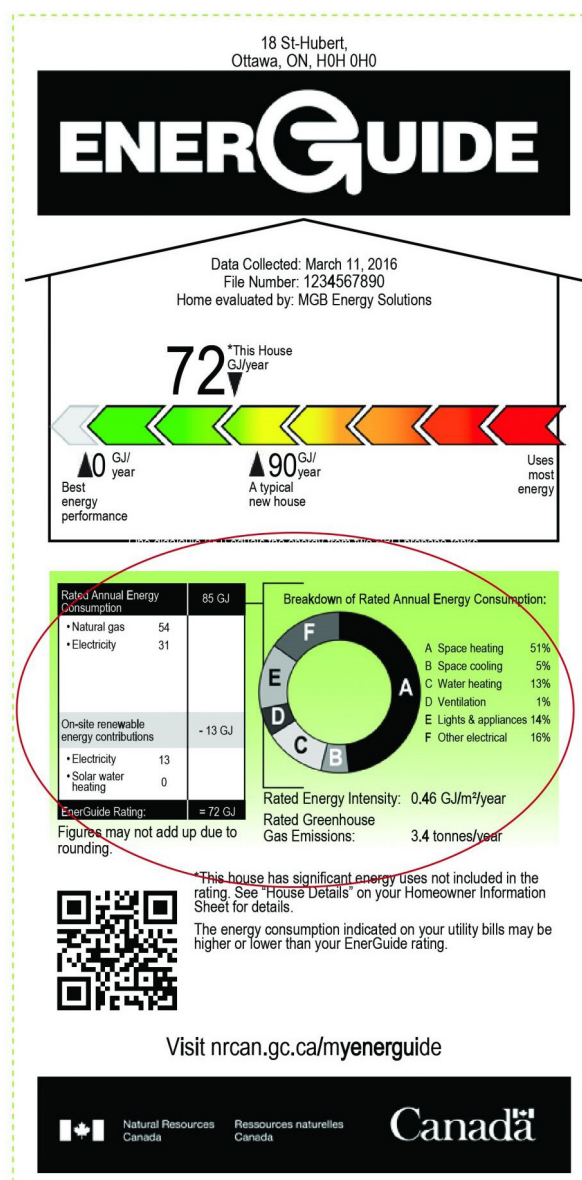 18 St-Hubert,
Ottawa, ON, H0H 0H0
ENERGUIDE
Data Collected: March 11, 2016
File Number: 1234567890
Home evaluated by: MGB Energy Solutions
72
*This House
GJ/year
0 GJ/
year
Best
energy
performance
90 GJ/
year
A typical
new house
Uses
most
energy
Rated Annual Energy
Consumption 85 GJ
• Natural gas 54
• Electricity 31
On-site renewable
energy contributions - 13 GJ
• Electricity 13
• Solar water
heating 0
EnerGuide Rating: = 72 GJ
Figures may not add up due to
rounding.
Breakdown of Rated Annual Energy Consumption:
F
E
D
C
B
A
A Space heating 51%
B Space cooling 5%
C Water heating 13%
D Ventilation 1%
E Lights & appliances 14%
F Other electrical 16%
Rated Energy Intensity: 0.46 GJ/m²/year
Rated Greenhouse
Gas Emissions: 3.4 tonnes/year
*This house has significant energy uses not included in the
rating. See “House Details” on your Homeowner Information
Sheet for details.
The energy consumption indicated on your utility bills may be
higher or lower than your EnerGuide rating.
Visit nrcan.gc.ca/myenerguide
Natural Resources
Canada
Ressources naturelles
Canada
Canada